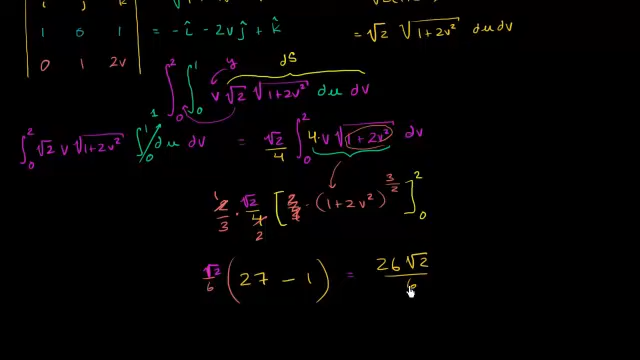 i j k
√2 √1+2v² du dv
1 0 1 = -î - 2vĵ + k̂
0 1 2v
y dS
∫₀² ∫₀¹ v √2 √1+2v² du dv
∫₀² √2 v √1+2v² ∫₀¹ du dv 1 = √2/4 ∫₀² 4·v √1+2v² dv
1 2/3 · √2/4 2 [ · (1+2v²)^3/2 ]₀²
√2/6 ( 27 - 1 ) = 26√2/6